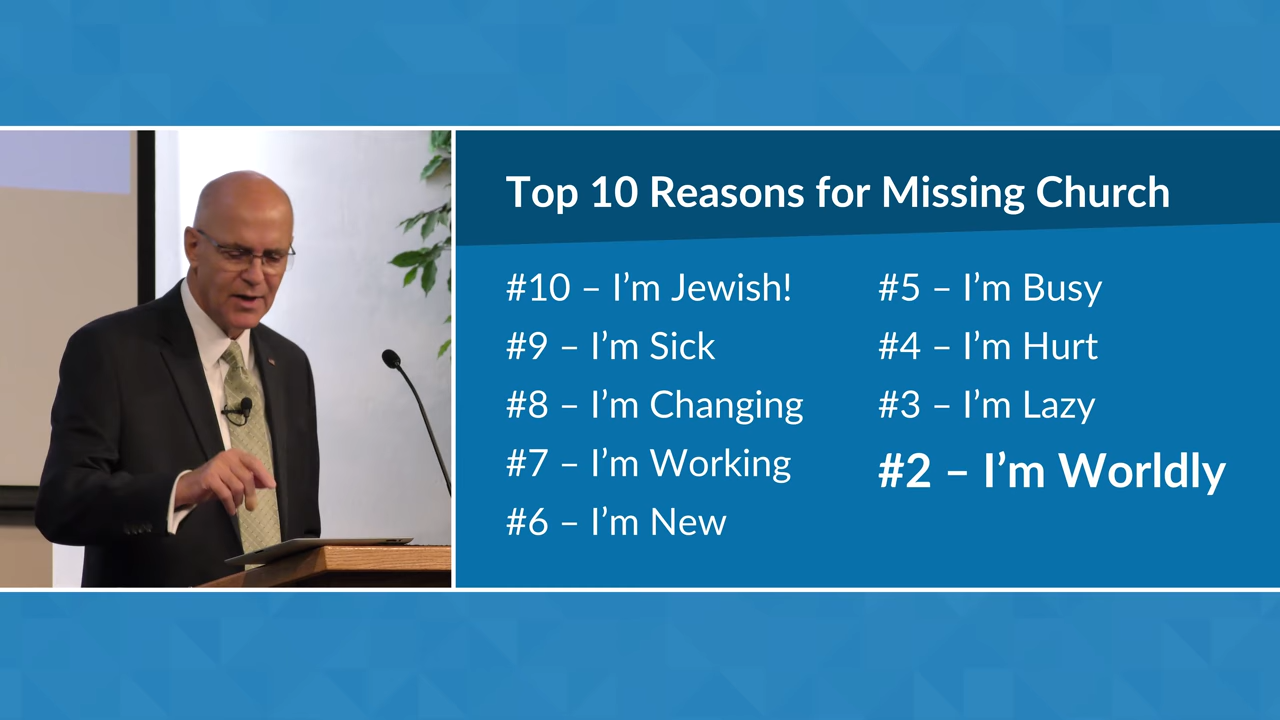 Top 10 Reasons for Missing Church
#10 – I’m Jewish!
#9 – I’m Sick
#8 – I’m Changing
#7 – I’m Working
#6 – I’m New
#5 – I’m Busy
#4 – I’m Hurt
#3 – I’m Lazy
#2 – I’m Worldly